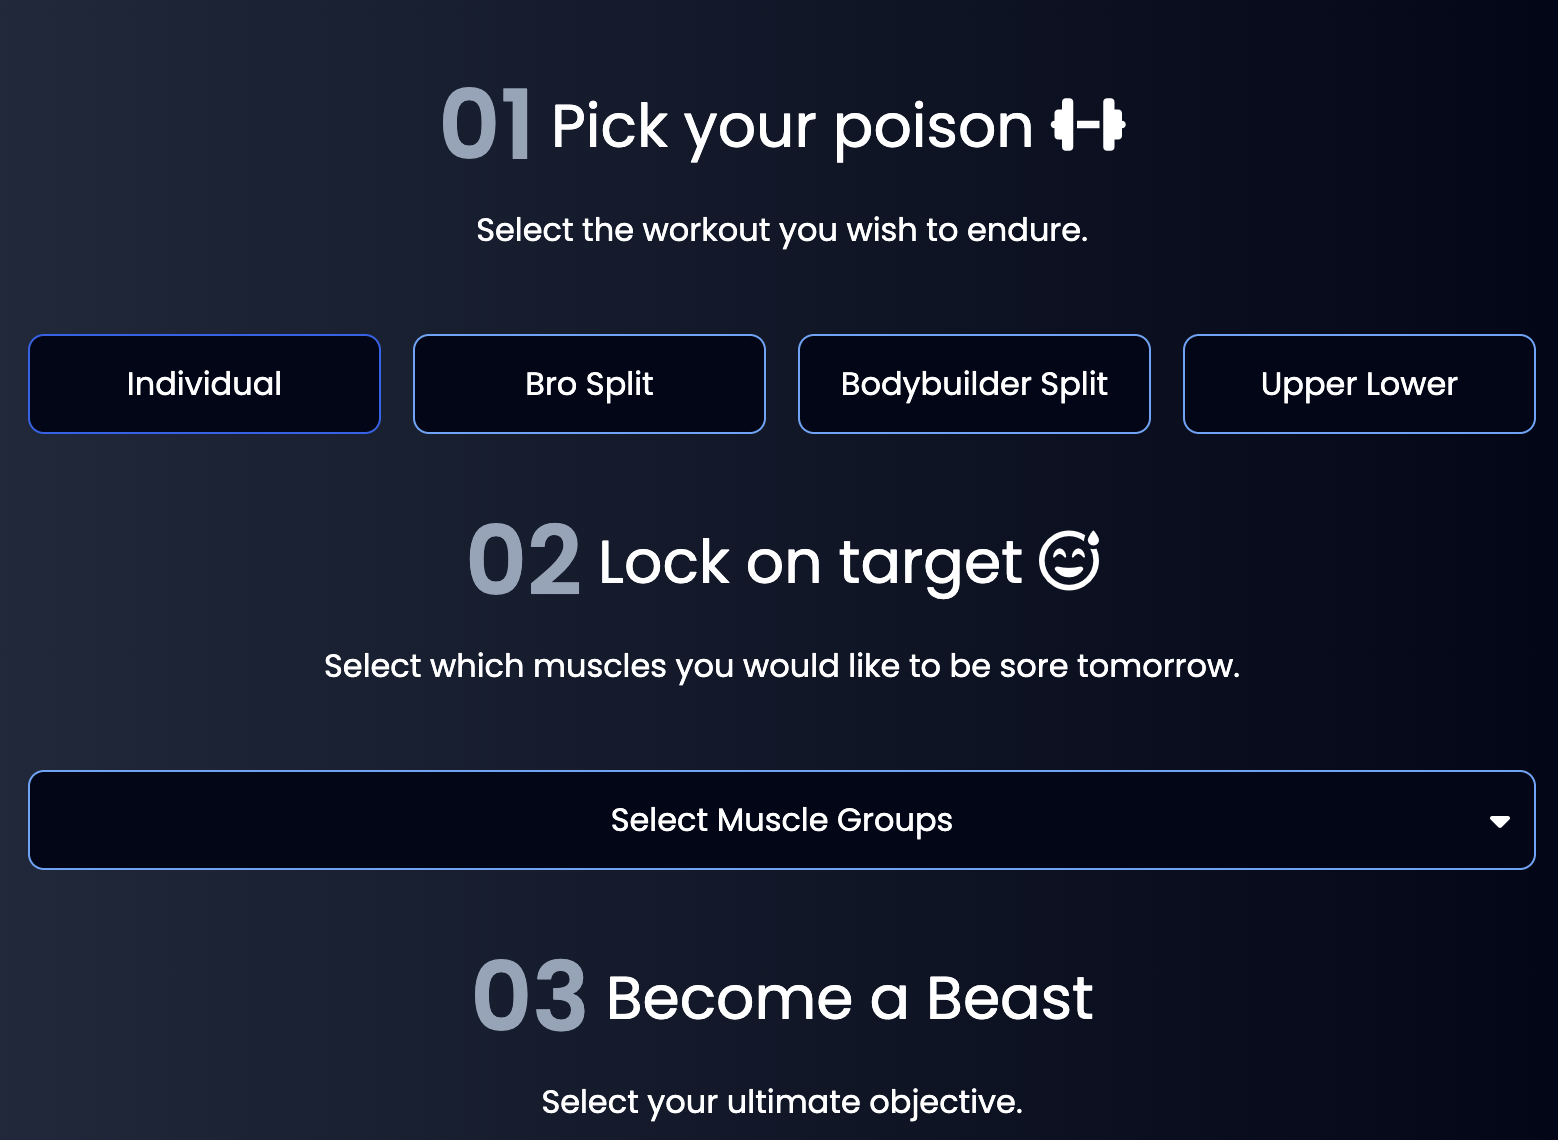 01 Pick your poison
Select the workout you wish to endure.
Individual
Bro Split
Bodybuilder Split
Upper Lower
02 Lock on target
Select which muscles you would like to be sore tomorrow.
Select Muscle Groups
03 Become a Beast
Select your ultimate objective.